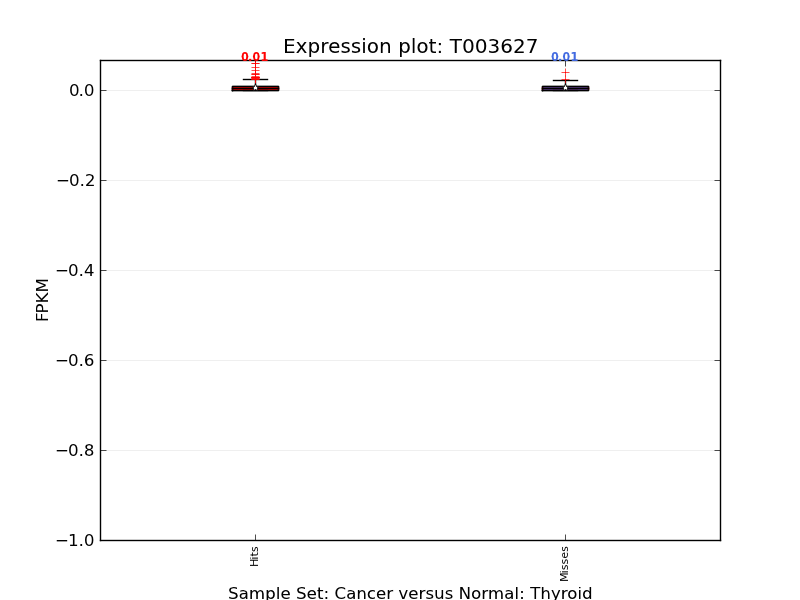 Expression plot: T003627
0.01
0.01
0.0
−0.2
−0.4
−0.6
−0.8
−1.0
FPKM
Hits
Misses
Sample Set: Cancer versus Normal: Thyroid